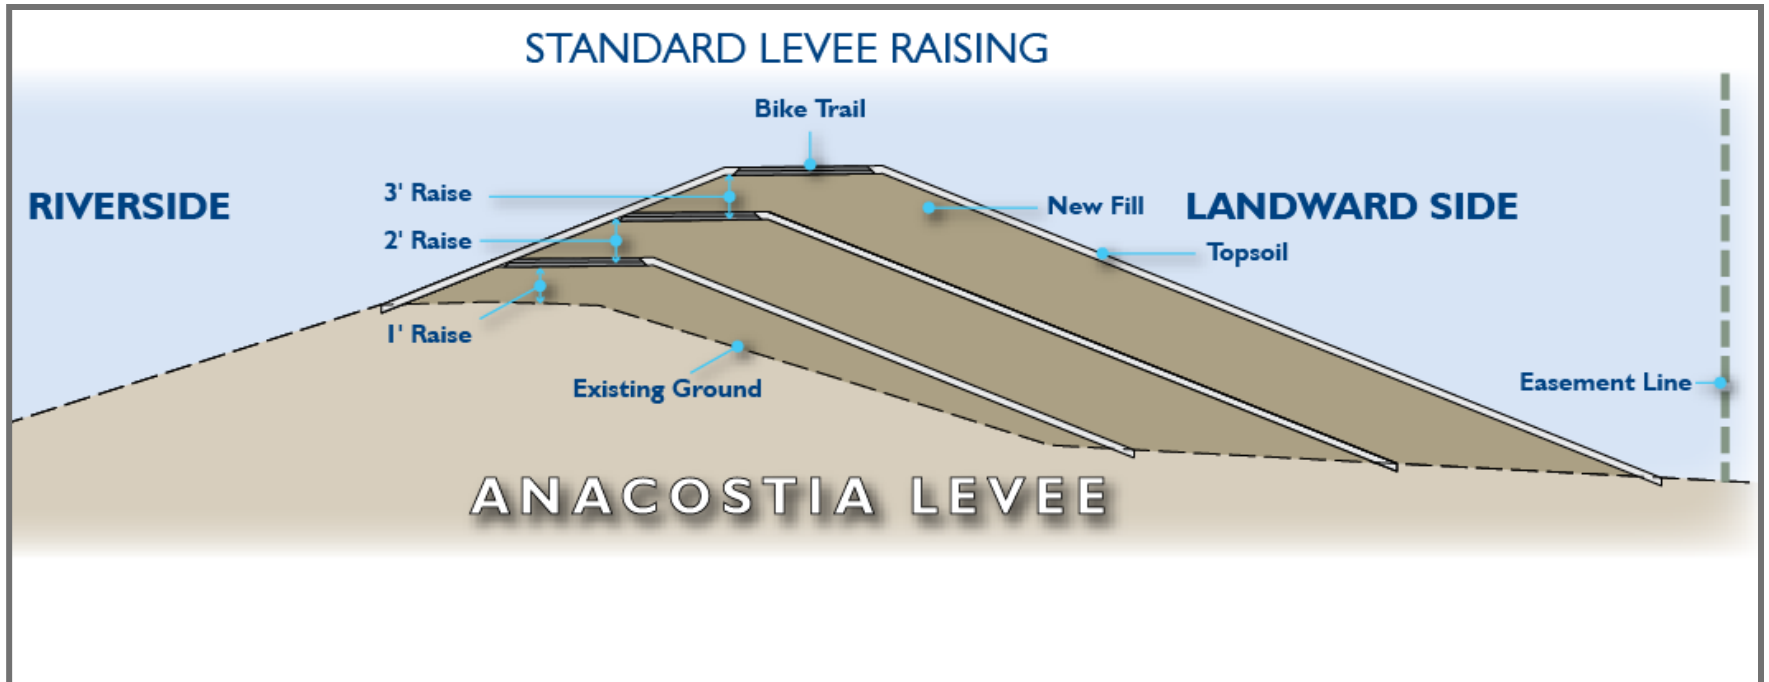 STANDARD LEVEE RAISING
Bike Trail
3' Raise
RIVERSIDE
New Fill
LANDWARD SIDE
2' Raise
Topsoil
1' Raise
Existing Ground
Easement Line
ANACOSTIA LEVEE